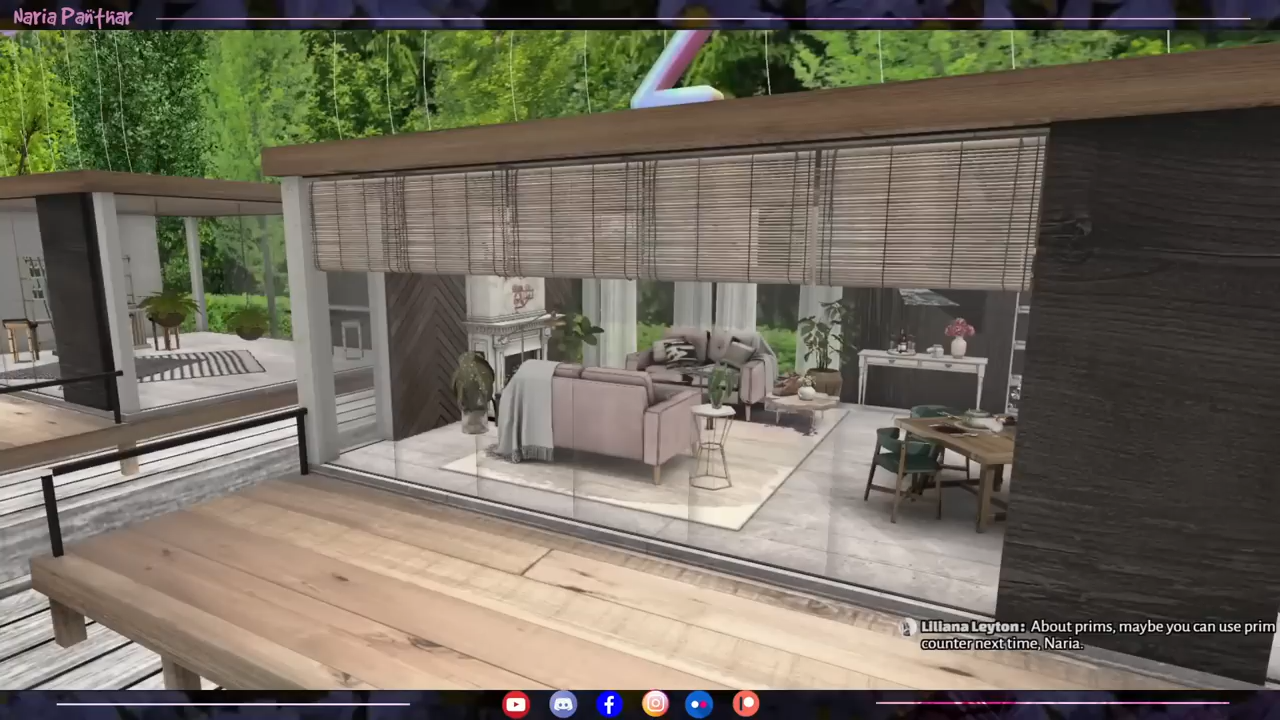 Naria Panthar
Liliana Leyton: About prims, maybe you can use prim
counter next time, Naria.